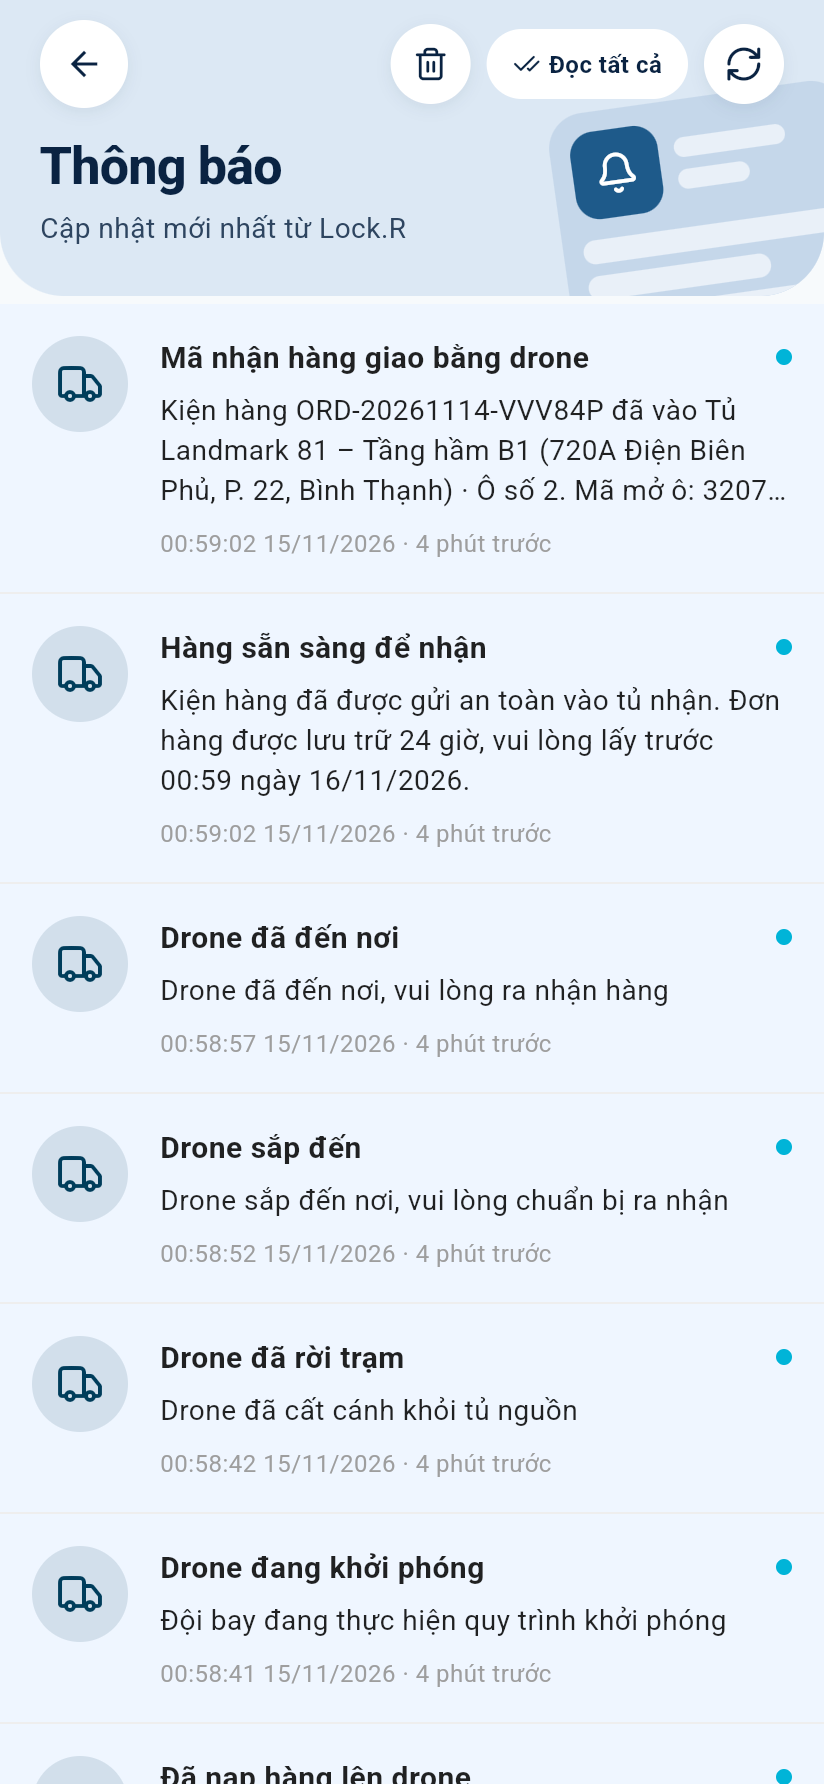 Đọc tất cả
Thông báo
Cập nhật mới nhất từ Lock.R
Mã nhận hàng giao bằng drone
Kiện hàng ORD-20261114-VVV84P đã vào Tủ
Landmark 81 – Tầng hầm B1 (720A Điện Biên
Phủ, P. 22, Bình Thạnh) · Ô số 2. Mã mở ô: 3207…
00:59:02 15/11/2026 · 4 phút trước
Hàng sẵn sàng để nhận
Kiện hàng đã được gửi an toàn vào tủ nhận. Đơn
hàng được lưu trữ 24 giờ, vui lòng lấy trước
00:59 ngày 16/11/2026.
00:59:02 15/11/2026 · 4 phút trước
Drone đã đến nơi
Drone đã đến nơi, vui lòng ra nhận hàng
00:58:57 15/11/2026 · 4 phút trước
Drone sắp đến
Drone sắp đến nơi, vui lòng chuẩn bị ra nhận
00:58:52 15/11/2026 · 4 phút trước
Drone đã rời trạm
Drone đã cất cánh khỏi tủ nguồn
00:58:42 15/11/2026 · 4 phút trước
Drone đang khởi phóng
Đội bay đang thực hiện quy trình khởi phóng
00:58:41 15/11/2026 · 4 phút trước
Đã nạp hàng lên drone